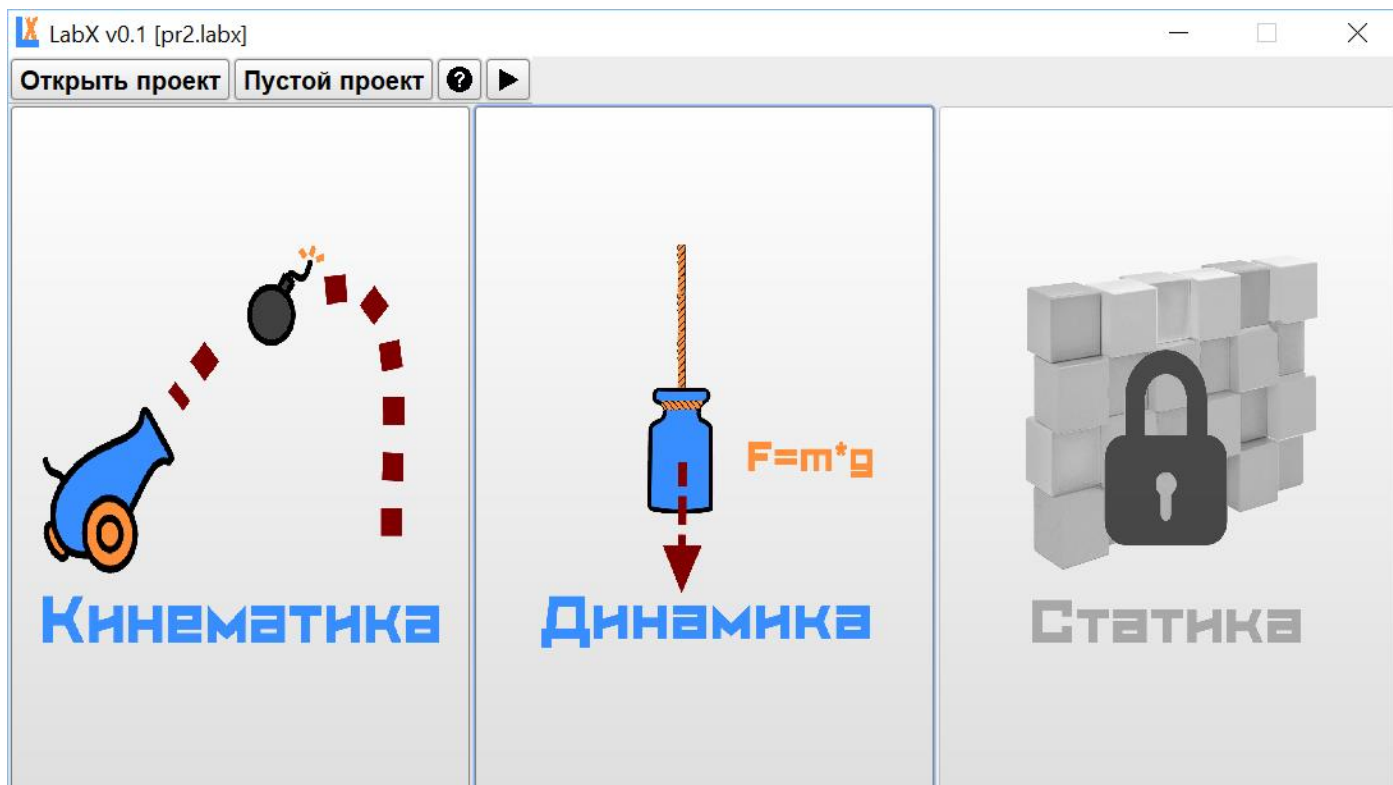 LabX v0.1 [pr2.labx]
Открыть проект Пустой проект ?
F=m*g
Кинематика Динамика Статика